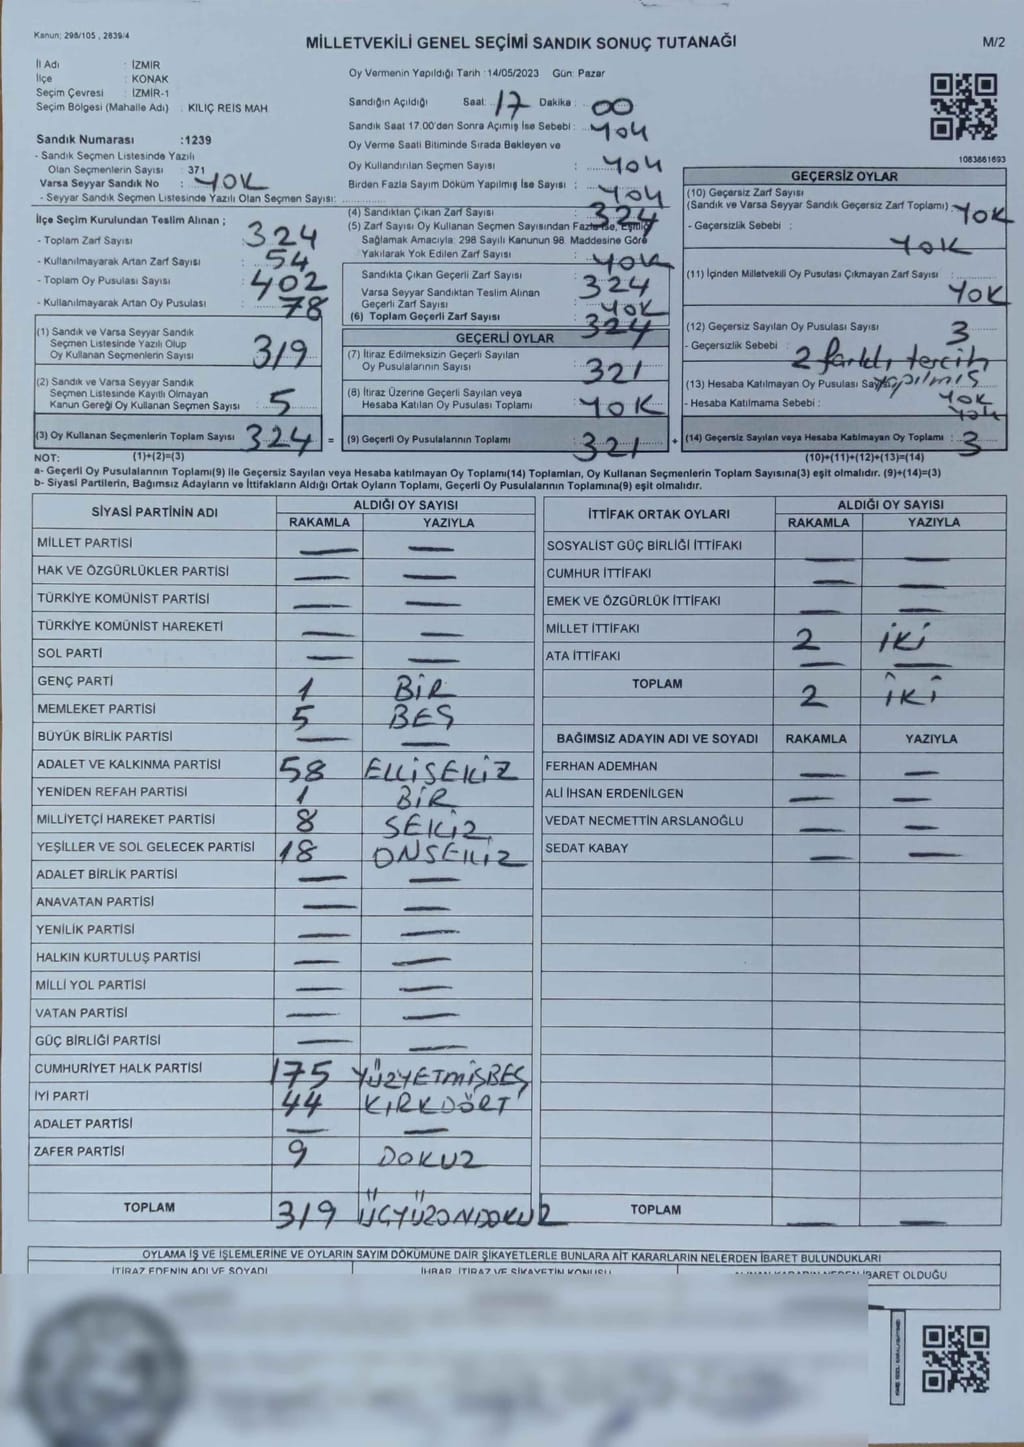 Kanun; 298/105 , 2839/4
MİLLETVEKİLİ GENEL SEÇİMİ SANDIK SONUÇ TUTANAĞI
M/2
İl Adı : İZMİR
İlçe : KONAK
Seçim Çevresi : İZMİR-1
Seçim Bölgesi (Mahalle Adı) : KILIÇ REIS MAH.
Sandık Numarası :1239
- Sandık Seçmen Listesinde Yazılı
Olan Seçmenlerin Sayısı : 371
Varsa Seyyar Sandık No : YOK
- Seyyar Sandık Seçmen Listesinde Yazılı Olan Seçmen Sayısı:
İlçe Seçim Kurulundan Teslim Alınan ;
- Toplam Zarf Sayısı : 324
- Kullanılmayarak Artan Zarf Sayısı : 54
- Toplam Oy Pusulası Sayısı : 402
- Kullanılmayarak Artan Oy Pusulası : 78
(1) Sandık ve Varsa Seyyar Sandık
Seçmen Listesinde Yazılı Olup
Oy Kullanan Seçmenlerin Sayısı : 319
(2) Sandık ve Varsa Seyyar Sandık
Seçmen Listesinde Kayıtlı Olmayan
Kanun Gereği Oy Kullanan Seçmen Sayısı : 5
(3) Oy Kullanan Seçmenlerin Toplam Sayısı : 324 =
Oy Vermenin Yapıldığı Tarih :14/05/2023 Gün: Pazar
Sandığın Açıldığı Saat: 17 Dakika : 00
Sandık Saat 17.00'den Sonra Açılmış İse Sebebi : YOK
Oy Verme Saati Bitiminde Sırada Bekleyen ve
Oy Kullandırılan Seçmen Sayısı : YOK
Birden Fazla Sayım Döküm Yapılmış İse Sayısı : YOK
(4) Sandıktan Çıkan Zarf Sayısı : 324
(5) Zarf Sayısı Oy Kullanan Seçmen Sayısından Fazla ise, Eşitliği
Sağlamak Amacıyla: 298 Sayılı Kanunun 98. Maddesine Göre
Yakılarak Yok Edilen Zarf Sayısı : YOK
Sandıkta Çıkan Geçerli Zarf Sayısı : 324
Varsa Seyyar Sandıktan Teslim Alınan
Geçerli Zarf Sayısı : YOK
(6) Toplam Geçerli Zarf Sayısı : 324
GEÇERLİ OYLAR
(7) İtiraz Edilmeksizin Geçerli Sayılan
Oy Pusulalarının Sayısı : 321
(8) İtiraz Üzerine Geçerli Sayılan veya
Hesaba Katılan Oy Pusulası Toplamı : YOK
(9) Geçerli Oy Pusulalarının Toplamı : 321 +
1083861693
GEÇERSİZ OYLAR
(10) Geçersiz Zarf Sayısı
(Sandık ve Varsa Seyyar Sandık Geçersiz Zarf Toplamı) : YOK
- Geçersiz Sebebi :
YOK
(11) İçinden Milletvekili Oy Pusulası Çıkmayan Zarf Sayısı :
YOK
(12) Geçersiz Sayılan Oy Pusulası Sayısı : 3
- Geçersizlik Sebebi : 2 farklı tercih
yapılmış
(13) Hesaba Katılmayan Oy Pusulası Sayısı : YOK
- Hesaba Katılmama Sebebi : YOK
(14) Geçersiz Sayılan veya Hesaba Katılmayan Oy Toplamı : 3
NOT: (1)+(2)=(3) (10)+(11)+(12)+(13)=(14)
a- Geçerli Oy Pusulalarının Toplamı(9) ile Geçersiz Sayılan veya Hesaba katılmayan Oy Toplamı(14) Toplamları, Oy Kullanan Seçmenlerin Toplam Sayısına(3) eşit olmalıdır. (9)+(14)=(3)
b- Siyasi Partilerin, Bağımsız Adayların ve İttifakların Aldığı Ortak Oyların Toplamı, Geçerli Oy Pusulalarının Toplamına(9) eşit olmalıdır.
SİYASİ PARTİNİN ADI ALDIĞI OY SAYISI
RAKAMLA YAZIYLA
MİLLET PARTİSİ — —
HAK VE ÖZGÜRLÜKLER PARTİSİ — —
TÜRKİYE KOMÜNİST PARTİSİ — —
TÜRKİYE KOMÜNİST HAREKETİ — —
SOL PARTİ — —
GENÇ PARTİ 1 BİR
MEMLEKET PARTİSİ 5 BEŞ
BÜYÜK BİRLİK PARTİSİ — —
ADALET VE KALKINMA PARTİSİ 58 ELLİSEKİZ
YENİDEN REFAH PARTİSİ 1 BİR
MİLLİYETÇİ HAREKET PARTİSİ 8 SEKİZ
YEŞİLLER VE SOL GELECEK PARTİSİ 18 ONSEKİZ
ADALET BİRLİK PARTİSİ — —
ANAVATAN PARTİSİ — —
YENİLİK PARTİSİ — —
HALKIN KURTULUŞ PARTİSİ — —
MİLLİ YOL PARTİSİ — —
VATAN PARTİSİ — —
GÜÇ BİRLİĞİ PARTİSİ — —
CUMHURİYET HALK PARTİSİ 175 YÜZYETMİŞBEŞ
İYİ PARTİ 44 KIRKDÖRT
ADALET PARTİSİ — —
ZAFER PARTİSİ 9 DOKUZ
TOPLAM 319 ÜÇYÜZONDOKUZ
İTTİFAK ORTAK OYLARI ALDIĞI OY SAYISI
RAKAMLA YAZIYLA
SOSYALİST GÜÇ BİRLİĞİ İTTİFAKI — —
CUMHUR İTTİFAKI — —
EMEK VE ÖZGÜRLÜK İTTİFAKI — —
MİLLET İTTİFAKI 2 İKİ
ATA İTTİFAKI — —
TOPLAM 2 İKİ
BAĞIMSIZ ADAYIN ADI VE SOYADI RAKAMLA YAZIYLA
FERHAN ADEMHAN — —
ALİ İHSAN ERDENİLGEN — —
VEDAT NECMETTİN ARSLANOĞLU — —
SEDAT KABAY — —
TOPLAM — —
OYLAMA İŞ VE İŞLEMLERİNE VE OYLARIN SAYIM DÖKÜMÜNE DAİR ŞİKAYETLERLE BUNLARA AİT KARARLARIN NELERDEN İBARET BULUNDUKLARI
İTİRAZ EDENİN ADI VE SOYADI İHBAR, İTİRAZ VE ŞİKAYETİN KONUSU İBARET OLDUĞU